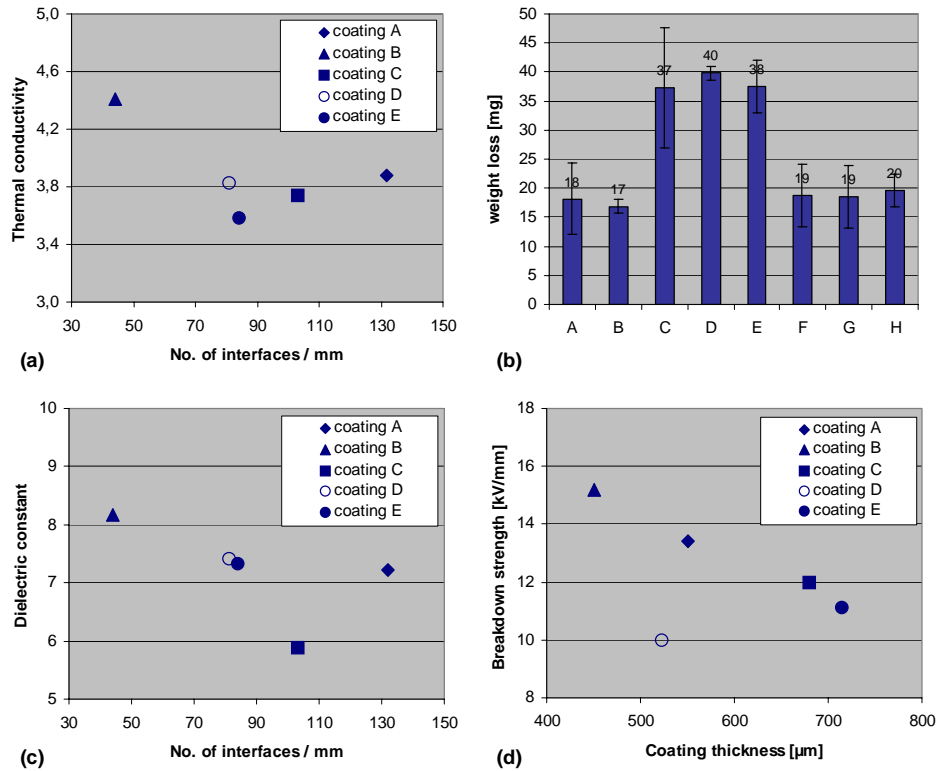 5,0
4,6
4,2
3,8
3,4
3,0
Thermal conductivity
coating A
coating B
coating C
coating D
coating E
30 50 70 90 110 130 150
No. of interfaces / mm
(a)
50
45
40
35
30
25
20
15
10
5
0
weight loss [mg]
18 17 37 40 38 19 19 20
A B C D E F G H
(b)
10
9
8
7
6
5
Dielectric constant
coating A
coating B
coating C
coating D
coating E
30 50 70 90 110 130 150
No. of interfaces / mm
(c)
18
16
14
12
10
8
Breakdown strength [kV/mm]
coating A
coating B
coating C
coating D
coating E
400 500 600 700 800
Coating thickness [µm]
(d)